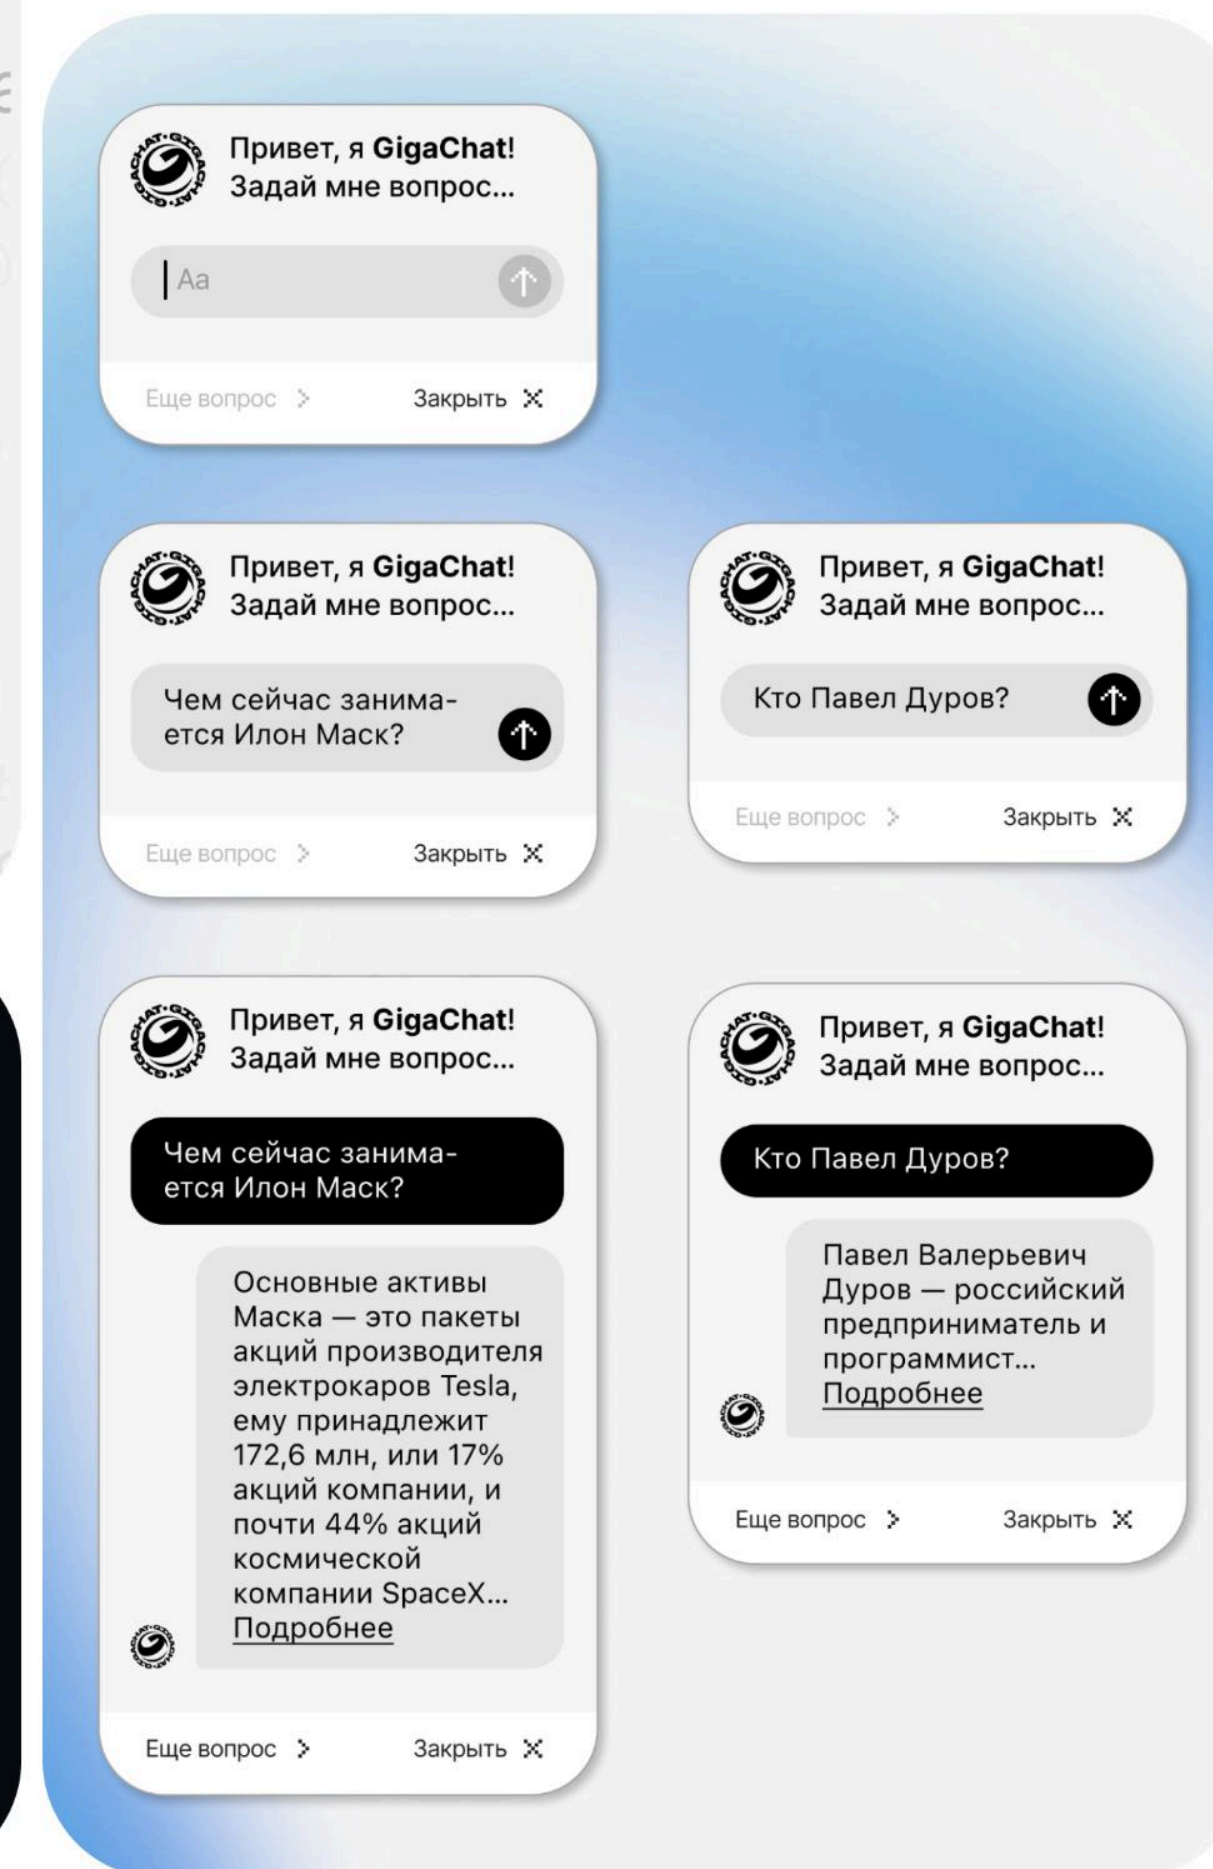 Привет, я GigaChat!
Задай мне вопрос...
Aa
Еще вопрос
Закрыть
Привет, я GigaChat!
Задай мне вопрос...
Чем сейчас занима-
ется Илон Маск?
Еще вопрос
Закрыть
Привет, я GigaChat!
Задай мне вопрос...
Кто Павел Дуров?
Еще вопрос
Закрыть
Привет, я GigaChat!
Задай мне вопрос...
Чем сейчас занима-
ется Илон Маск?
Основные активы
Маска — это пакеты
акций производителя
электрокаров Tesla,
ему принадлежит
172,6 млн, или 17%
акций компании, и
почти 44% акций
космической
компании SpaceX...
Подробнее
Еще вопрос
Закрыть
Привет, я GigaChat!
Задай мне вопрос...
Кто Павел Дуров?
Павел Валерьевич
Дуров — российский
предприниматель и
программист...
Подробнее
Еще вопрос
Закрыть